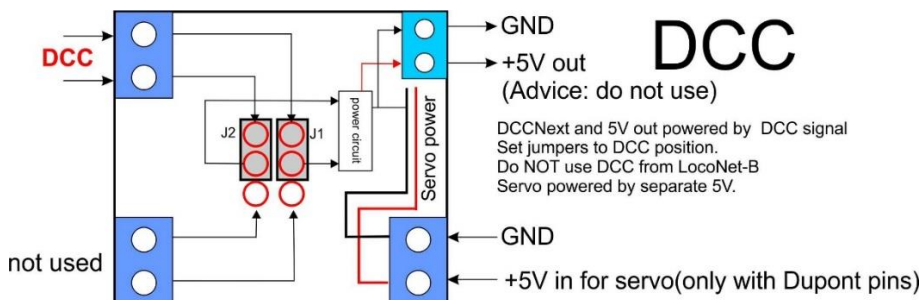 GND
DCC
DCC
+5V out
(Advice: do not use)
J2
J1
power circuit
Servo power
DCCNext and 5V out powered by DCC signal
Set jumpers to DCC position.
Do NOT use DCC from LocoNet-B
Servo powered by separate 5V.
not used
GND
+5V in for servo(only with Dupont pins)